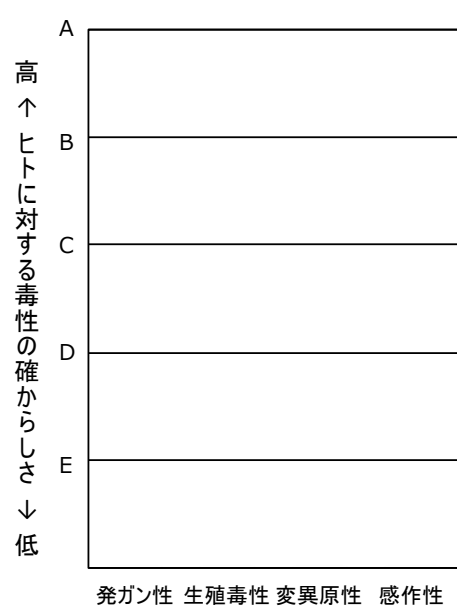 A
B
C
D
E
高 ↑ ヒトに対する毒性の確からしさ ↓ 低
発ガン性 生殖毒性 変異原性 感作性